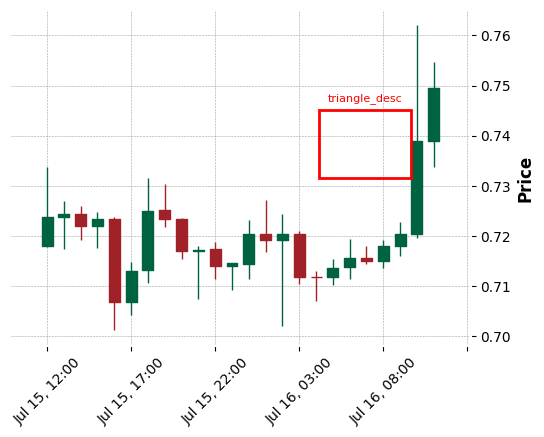 triangle_desc
0.76
0.75
0.74
0.73
0.72
0.71
0.70
Price
Jul 15, 12:00
Jul 15, 17:00
Jul 15, 22:00
Jul 16, 03:00
Jul 16, 08:00